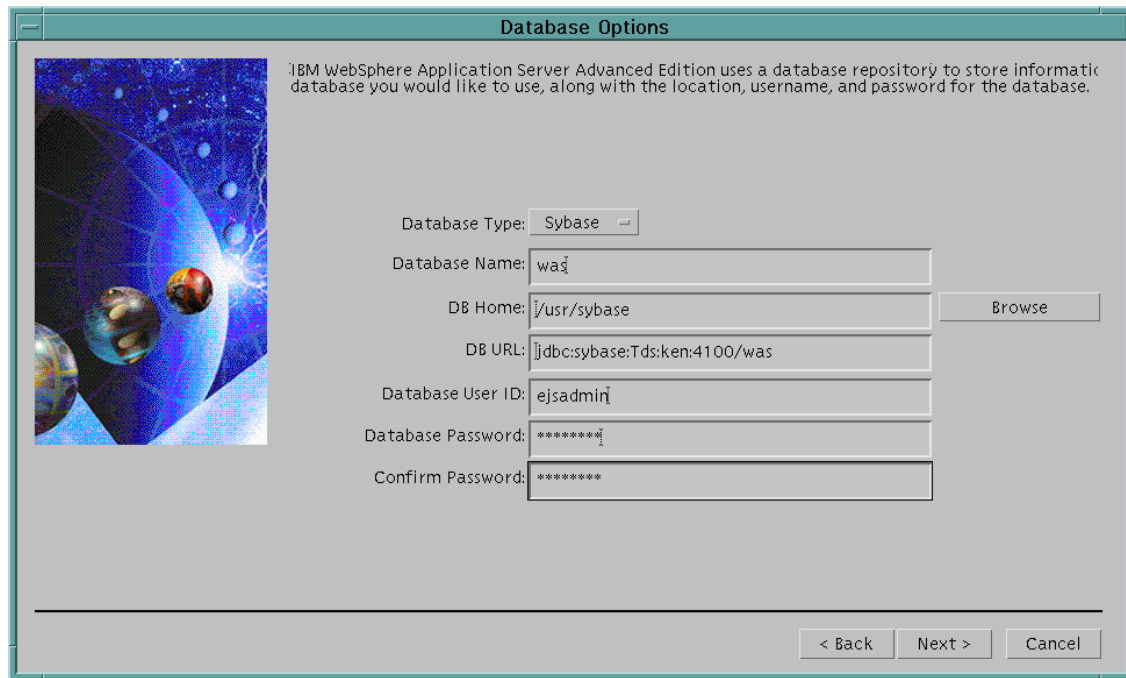 Database Options
IBM WebSphere Application Server Advanced Edition uses a database repository to store
database you would like to use, along with the location, username, and password for the database.
Database Type: Sybase
Database Name: was
DB Home: /usr/sybase Browse
DB URL: jdbc:sybase:Tds:ken:4100/was
Database User ID: ejsadmin
Database Password: ********
Confirm Password: ********
< Back Next > Cancel